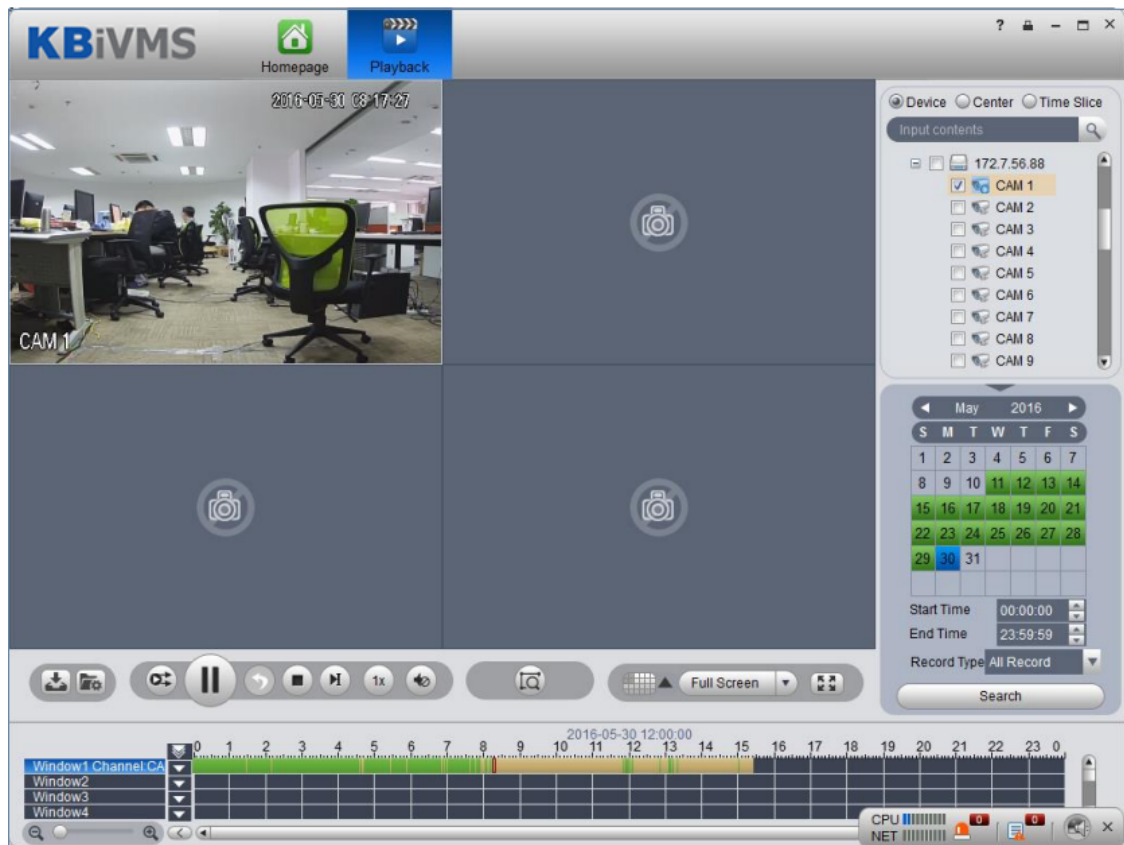 KBiVMS
Homepage
Playback
?
2016-05-30 08:17:27
CAM 1
Device Center Time Slice
Input contents
172.7.56.88
CAM 1
CAM 2
CAM 3
CAM 4
CAM 5
CAM 6
CAM 7
CAM 8
CAM 9
May 2016
S M T W T F S
1 2 3 4 5 6 7
8 9 10 11 12 13 14
15 16 17 18 19 20 21
22 23 24 25 26 27 28
29 30 31
Start Time 00:00:00
End Time 23:59:59
Record Type All Record
Search
1x
Full Screen
2016-05-30 12:00:00
0 1 2 3 4 5 6 7 8 9 10 11 12 13 14 15 16 17 18 19 20 21 22 23 0
Window1 Channel:CA
Window2
Window3
Window4
CPU
NET
0
0